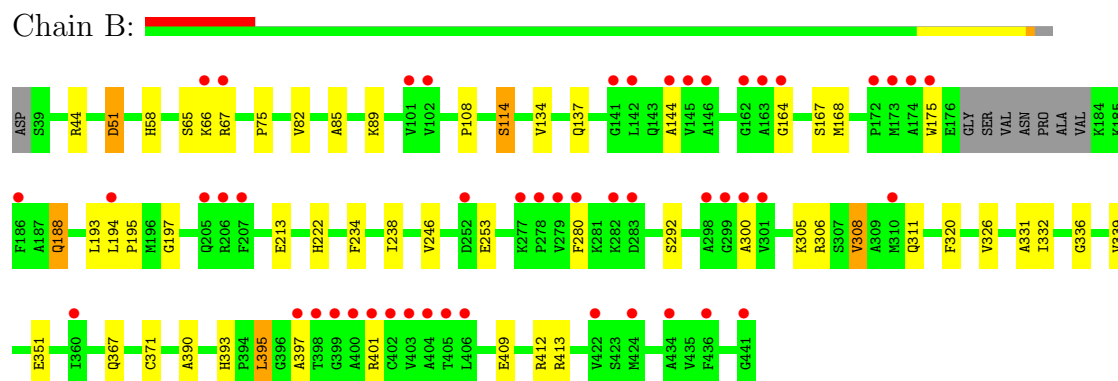 Chain B:
ASP S39 R44 D51 H58 S65 K66 R67 P75 V82 A85 K89 V101 V102 P108 S114 V134 Q137 G141 L142 Q143 A144 V145 A146 G162 A163 G164 S167 M168 P172 M173 A174 W175 E176 GLY SER VAL ASN PRO ALA VAL K184 K185
F186 A187 Q188 L193 L194 P195 M196 G197 Q205 R206 F207 E213 H222 F234 I238 V246 D252 E253 K277 P278 V279 F280 K281 K282 D283 S292 A298 G299 A300 V301 K305 R306 S307 V308 A309 M310 Q311 F320 V326 A331 I332 G336 V339
E351 I360 Q367 C371 A390 H393 P394 L395 G396 A397 T398 G399 A400 R401 C402 V403 A404 T405 L406 E409 R412 R413 V422 S423 M424 A434 V435 F436 G441